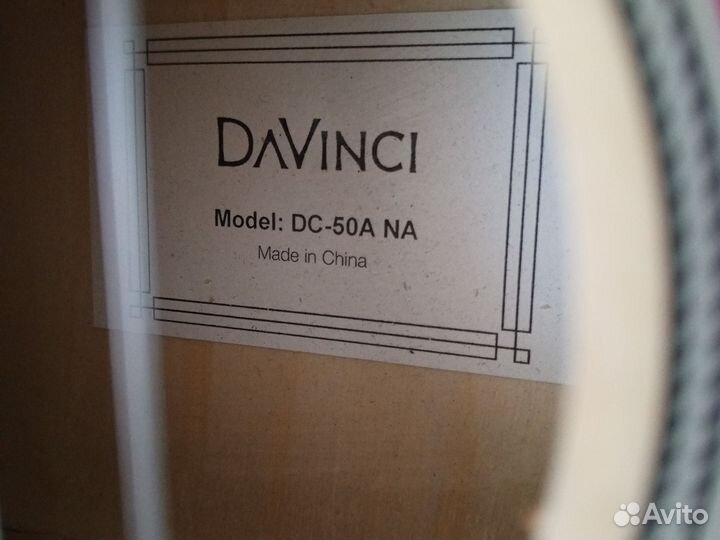 DAVINCI
Model: DC-50A NA
Made in China
Avito